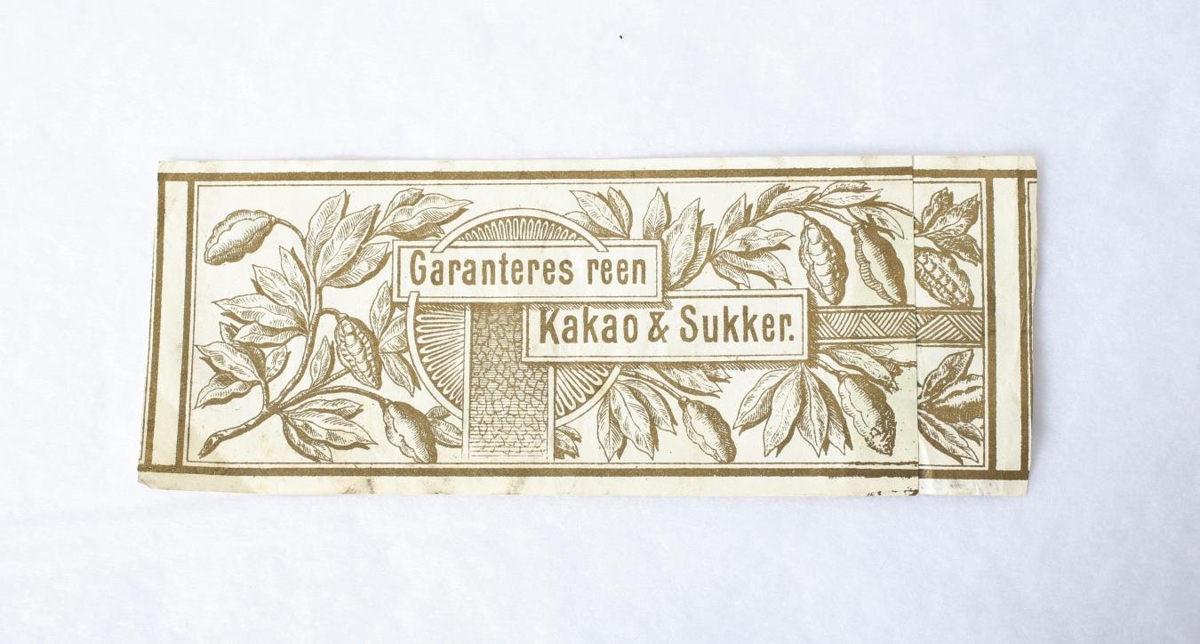 Garanteres reen
Kakao & Sukker.